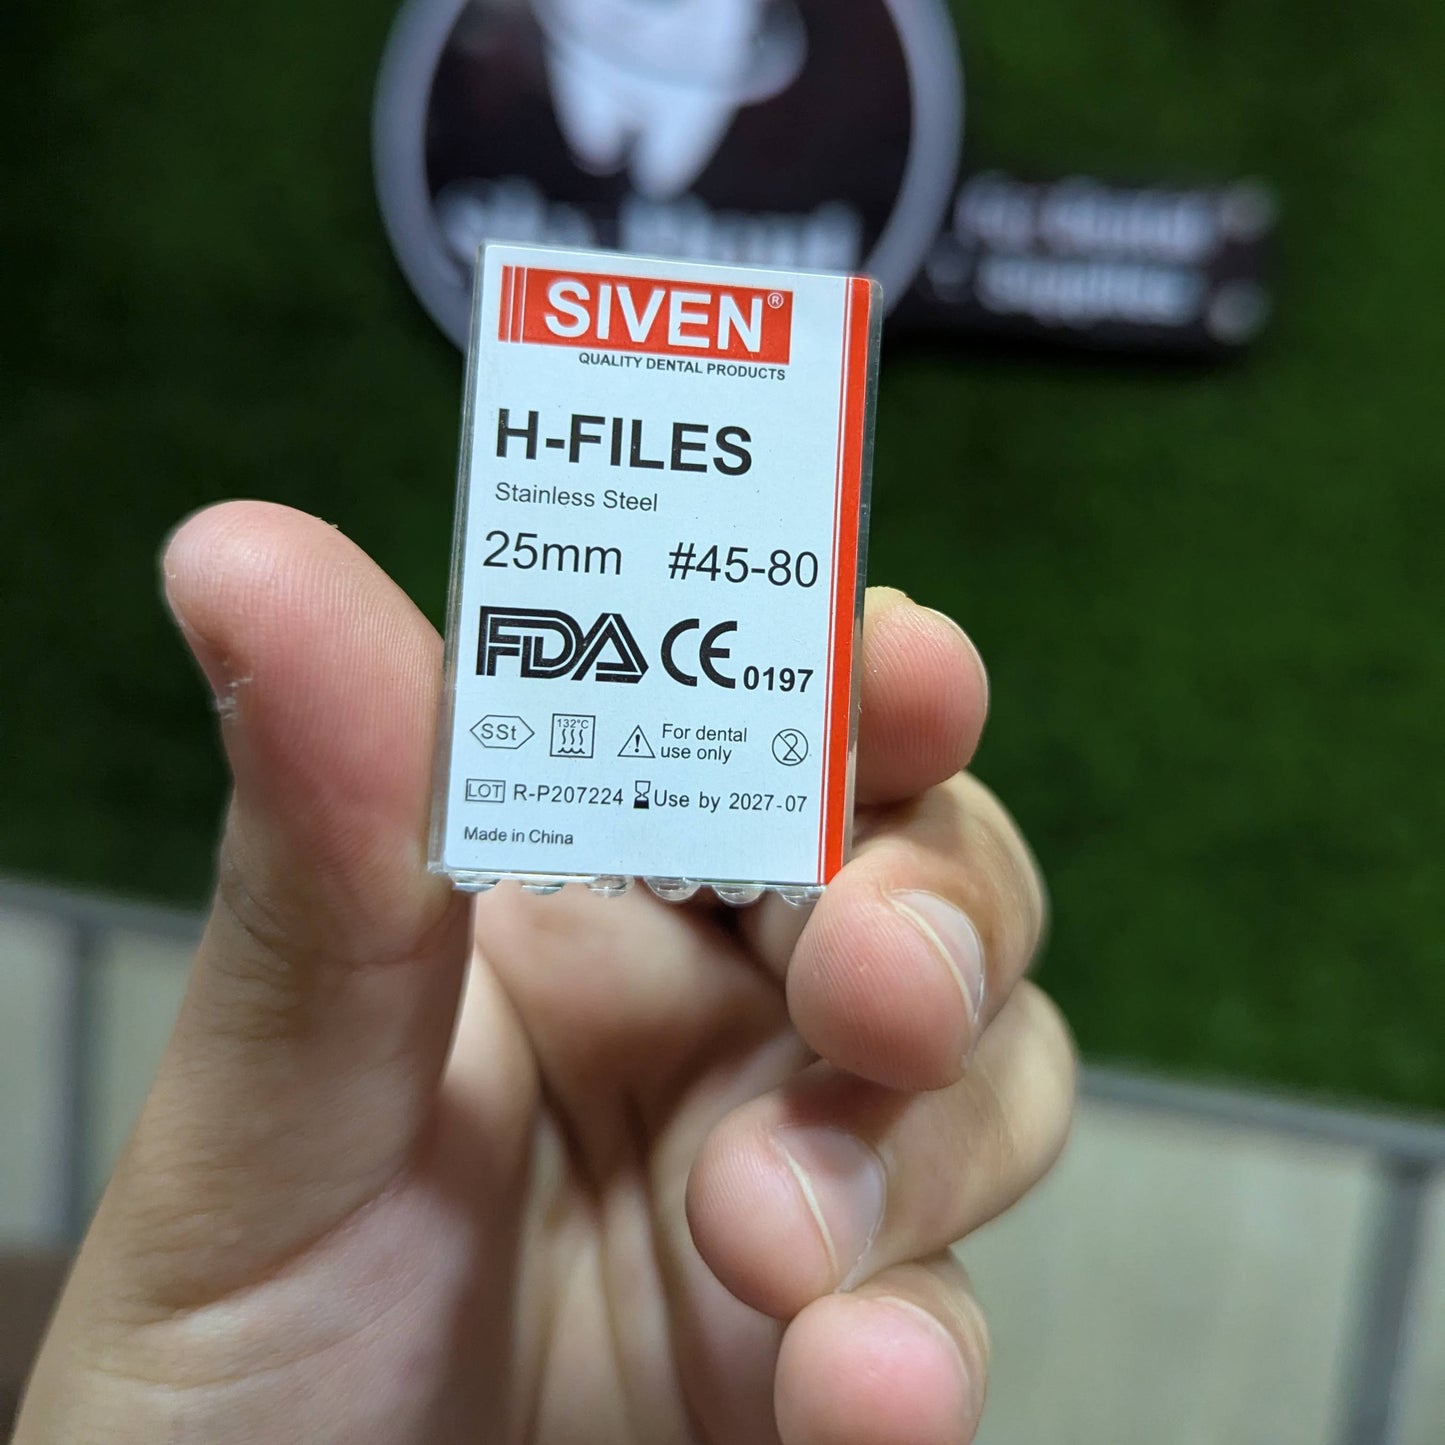 SIVEN®
QUALITY DENTAL PRODUCTS
H-FILES
Stainless Steel
25mm #45-80
FDA CE 0197
SSt 132°C For dental
use only 2
LOT R-P207224 Use by 2027-07
Made in China